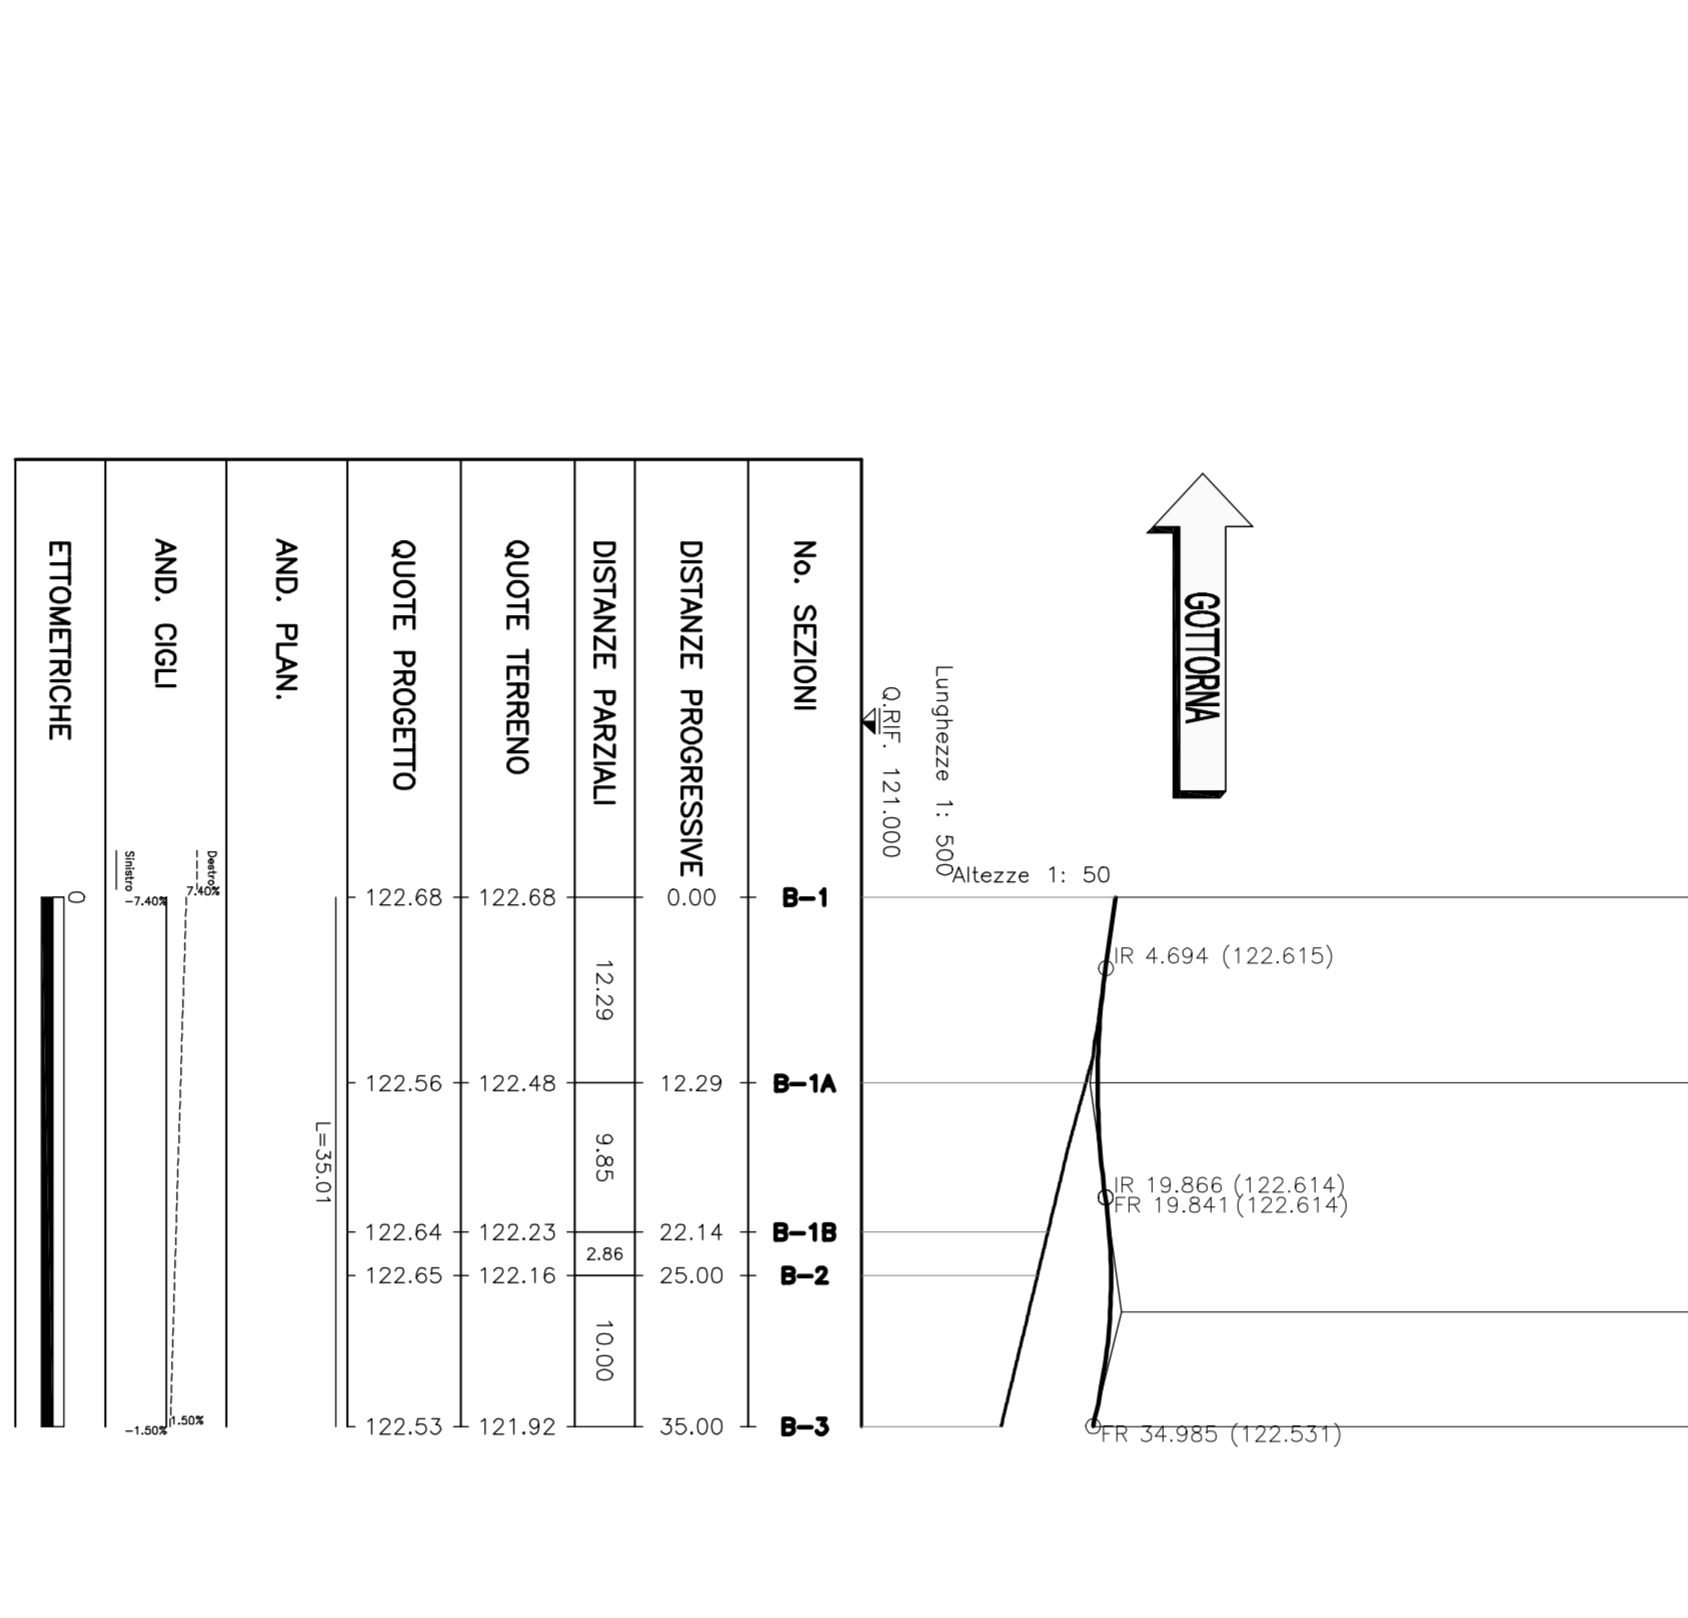 GOTTORNA
Lunghezze 1: 500
Altezze 1: 50
Q.RIF. 121.000
IR 4.694 (122.615)
IR 19.866 (122.614)
FR 19.841 (122.614)
FR 34.985 (122.531)
No. SEZIONI
B-1
B-1A
B-1B
B-2
B-3
DISTANZE PROGRESSIVE
0.00
12.29
22.14
25.00
35.00
DISTANZE PARZIALI
12.29
9.85
2.86
10.00
QUOTE TERRENO
122.68
122.48
122.23
122.16
121.92
QUOTE PROGETTO
122.68
122.56
122.64
122.65
122.53
AND. PLAN.
L=35.01
AND. CIGLI
Destro
Sinistro
7.40%
-7.40%
1.50%
-1.50%
ETTOMETRICHE
0